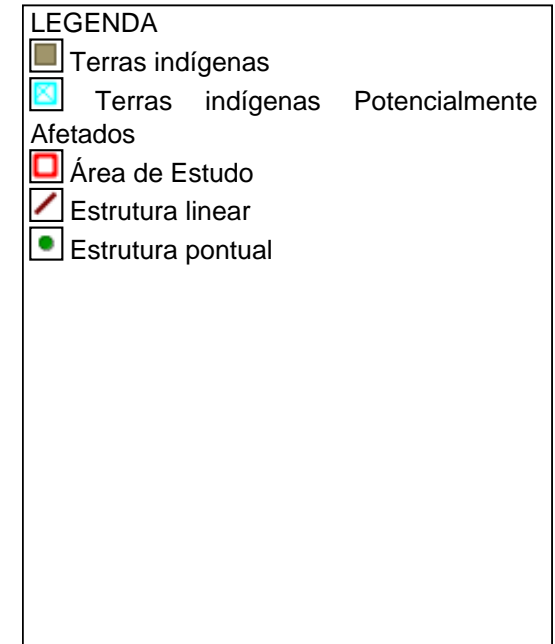 LEGENDA
Terras indígenas
Terras indígenas Potencialmente
Afetados
Área de Estudo
Estrutura linear
Estrutura pontual